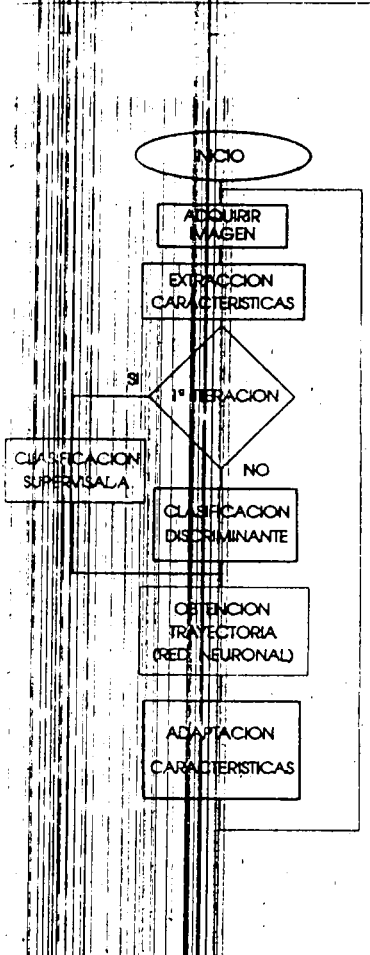 INICIO
ADQUIRIR
IMAGEN
EXTRACCION
CARACTERISTICAS
SI
1ª ITERACION
CLASIFICACION
SUPERVISADA
NO
CLASIFICACION
DISCRIMINANTE
OBTENCION
TRAYECTORIA
(RED NEURONAL)
ADAPTACION
CARACTERISTICAS